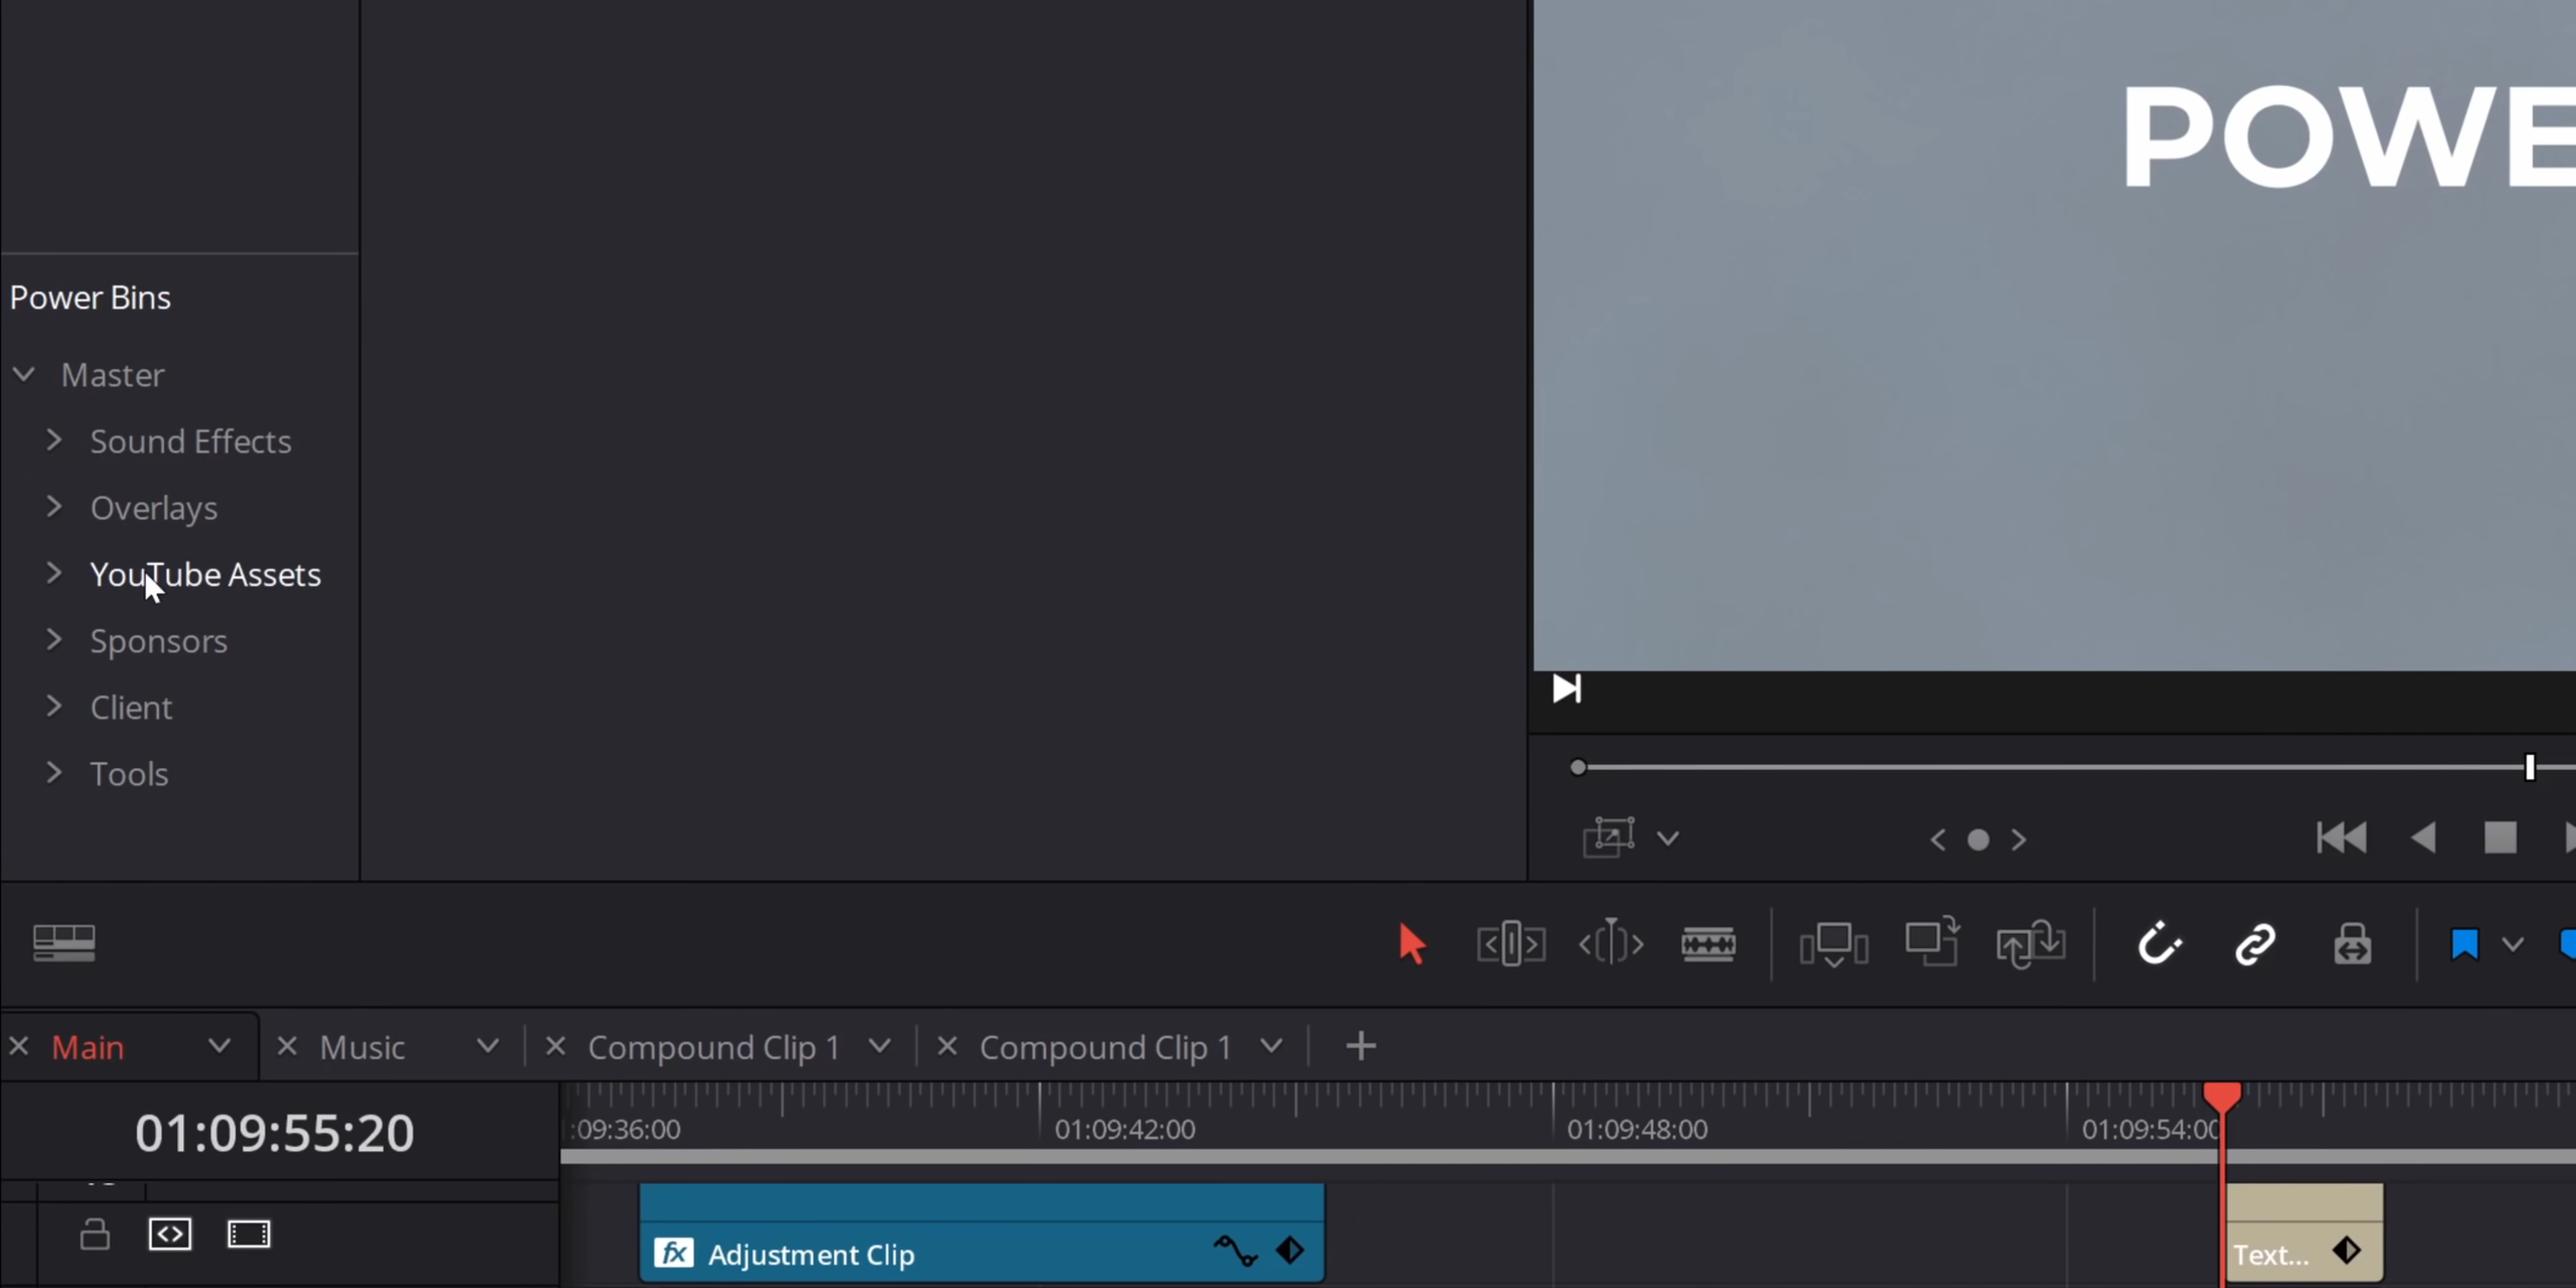 POWE
Power Bins
Master
Sound Effects
Overlays
YouTube Assets
Sponsors
Client
Tools
Main
Music
Compound Clip 1
Compound Clip 1
01:09:55:20
:09:36:00
01:09:42:00
01:09:48:00
01:09:54:00
fx Adjustment Clip
Text...